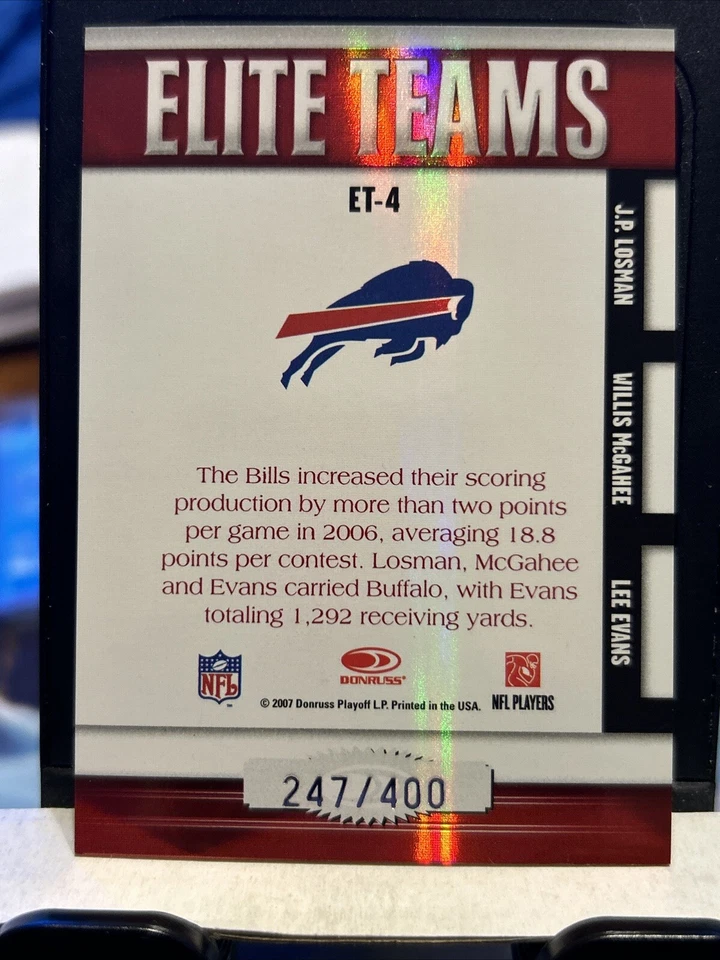 ELITE TEAMS
ET-4
J.P. LOSMAN
WILLIS McGAHEE
LEE EVANS
The Bills increased their scoring
production by more than two points
per game in 2006, averaging 18.8
points per contest. Losman, McGahee
and Evans carried Buffalo, with Evans
totaling 1,292 receiving yards.
NFL
DONRUSS
NFL PLAYERS
© 2007 Donruss Playoff L.P. Printed in the USA.
247/400